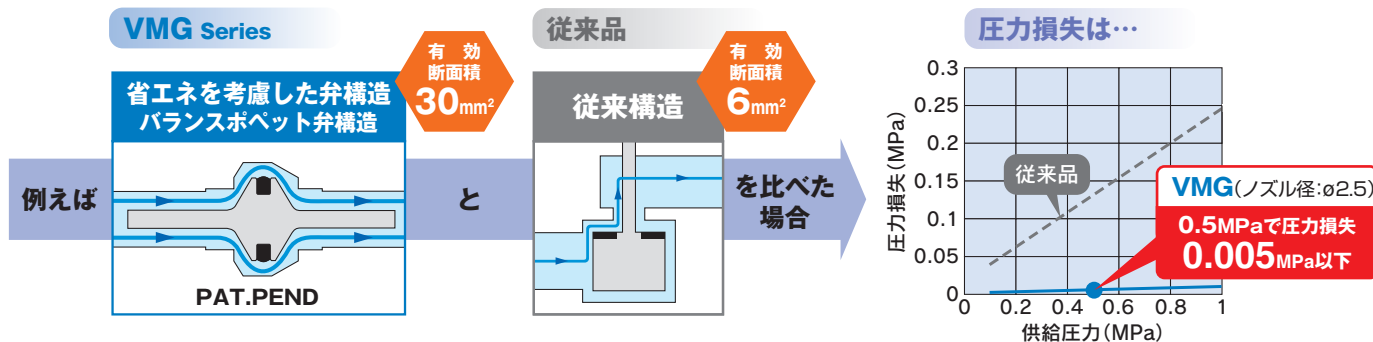 VMG Series
従来品
圧力損失は…
有 効
断面積
30mm²
有 効
断面積
6mm²
省エネを考慮した弁構造
バランスポペット弁構造
従来構造
例えば
と
を比べた
場合
PAT.PEND
圧力損失(MPa)
0.3
0.25
0.2
0.15
0.1
0.05
0
従来品
VMG(ノズル径:ø2.5)
0.5MPaで圧力損失
0.005MPa以下
0 0.2 0.4 0.6 0.8 1
供給圧力(MPa)